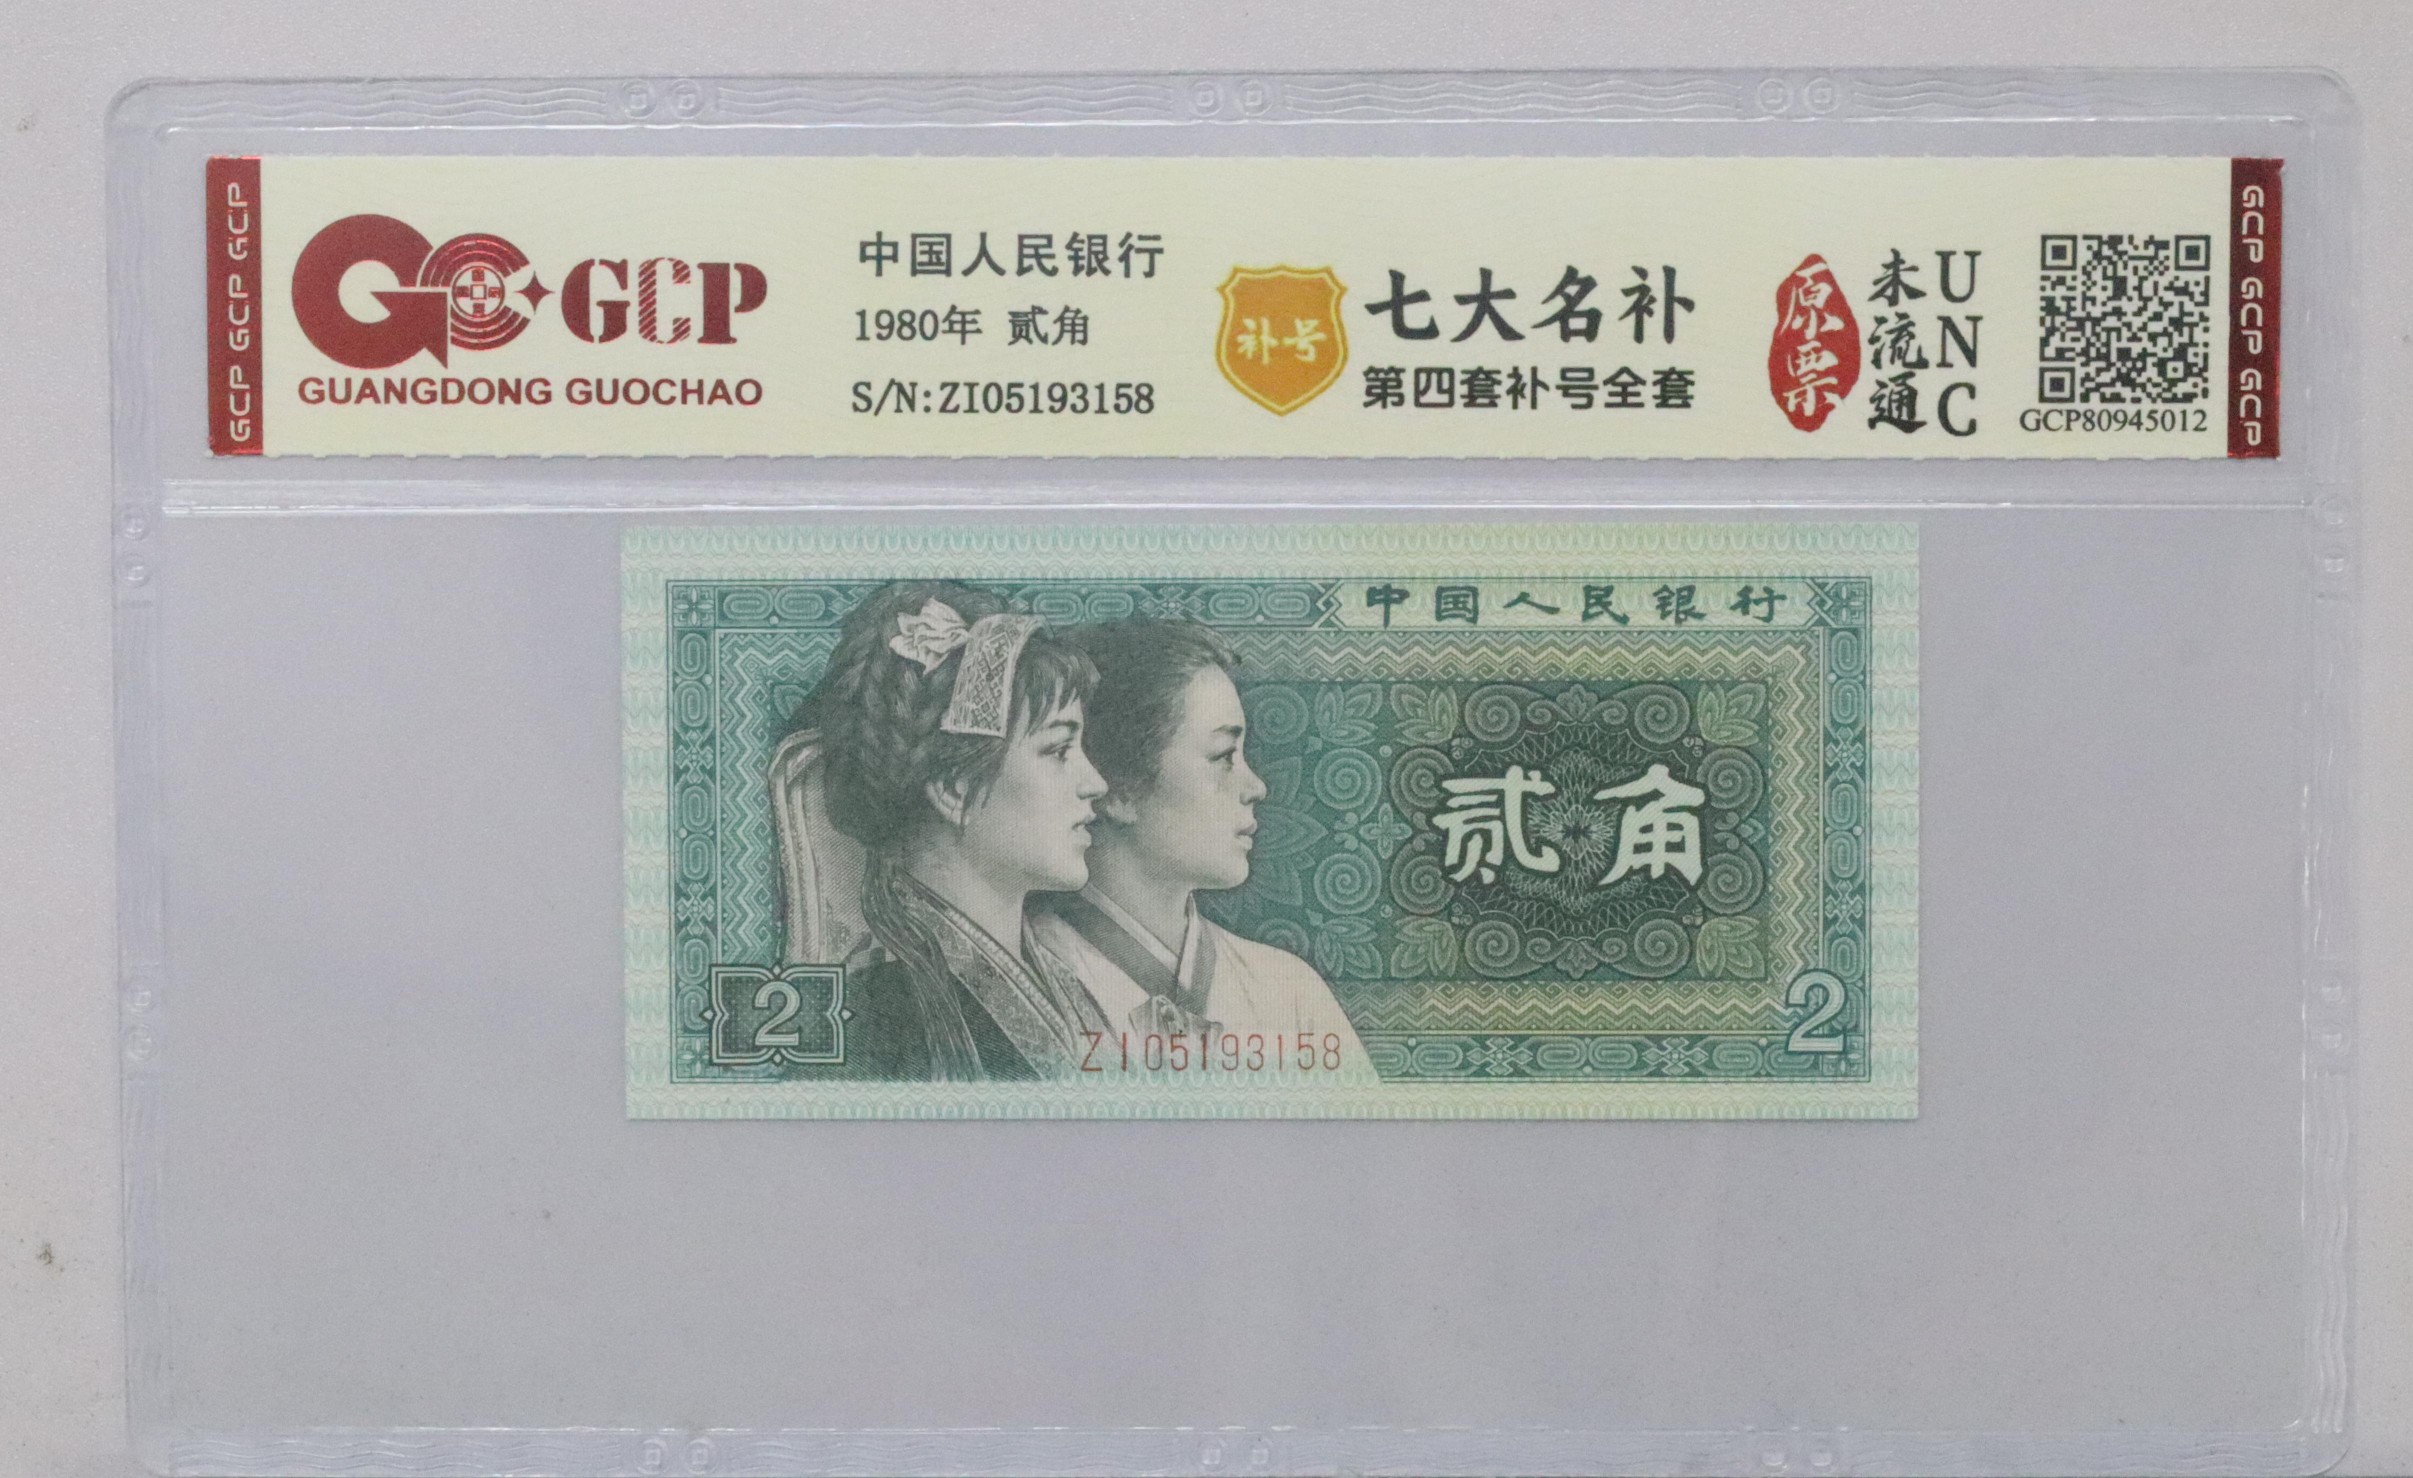 GCP GCP GCP
GCP
GUANGDONG GUOCHAO
中国人民银行
1980年 贰角
S/N:ZI05193158
补号
七大名补
第四套补号全套
原票
未流通
UNC
GCP80945012
GCP GCP GCP
中国人民银行
贰角
2
ZI05193158
2